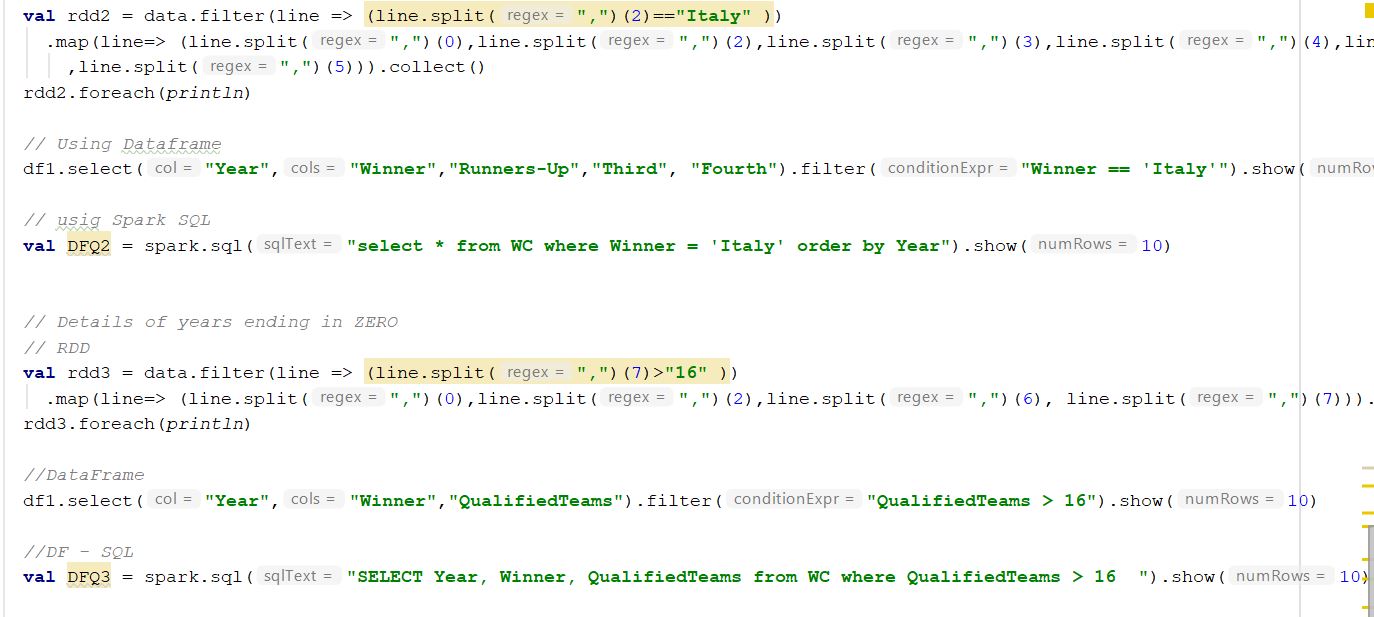 val rdd2 = data.filter(line => (line.split( regex = ",")(2)=="Italy" ))
.map(line=> (line.split( regex = ",")(0),line.split( regex = ",")(2),line.split( regex = ",")(3),line.split( regex = ",")(4),lin
,line.split( regex = ",")(5))).collect()
rdd2.foreach(println)
// Using Dataframe
df1.select( col = "Year", cols = "Winner","Runners-Up","Third", "Fourth").filter( conditionExpr = "Winner == 'Italy'").show( numRo
// usig Spark SQL
val DFQ2 = spark.sql( sqlText = "select * from WC where Winner = 'Italy' order by Year").show( numRows = 10)
// Details of years ending in ZERO
// RDD
val rdd3 = data.filter(line => (line.split( regex = ",")(7)>"16" ))
.map(line=> (line.split( regex = ",")(0),line.split( regex = ",")(2),line.split( regex = ",")(6), line.split( regex = ",")(7))).
rdd3.foreach(println)
//DataFrame
df1.select( col = "Year", cols = "Winner","QualifiedTeams").filter( conditionExpr = "QualifiedTeams > 16").show( numRows = 10)
//DF - SQL
val DFQ3 = spark.sql( sqlText = "SELECT Year, Winner, QualifiedTeams from WC where QualifiedTeams > 16  ").show( numRows = 10)